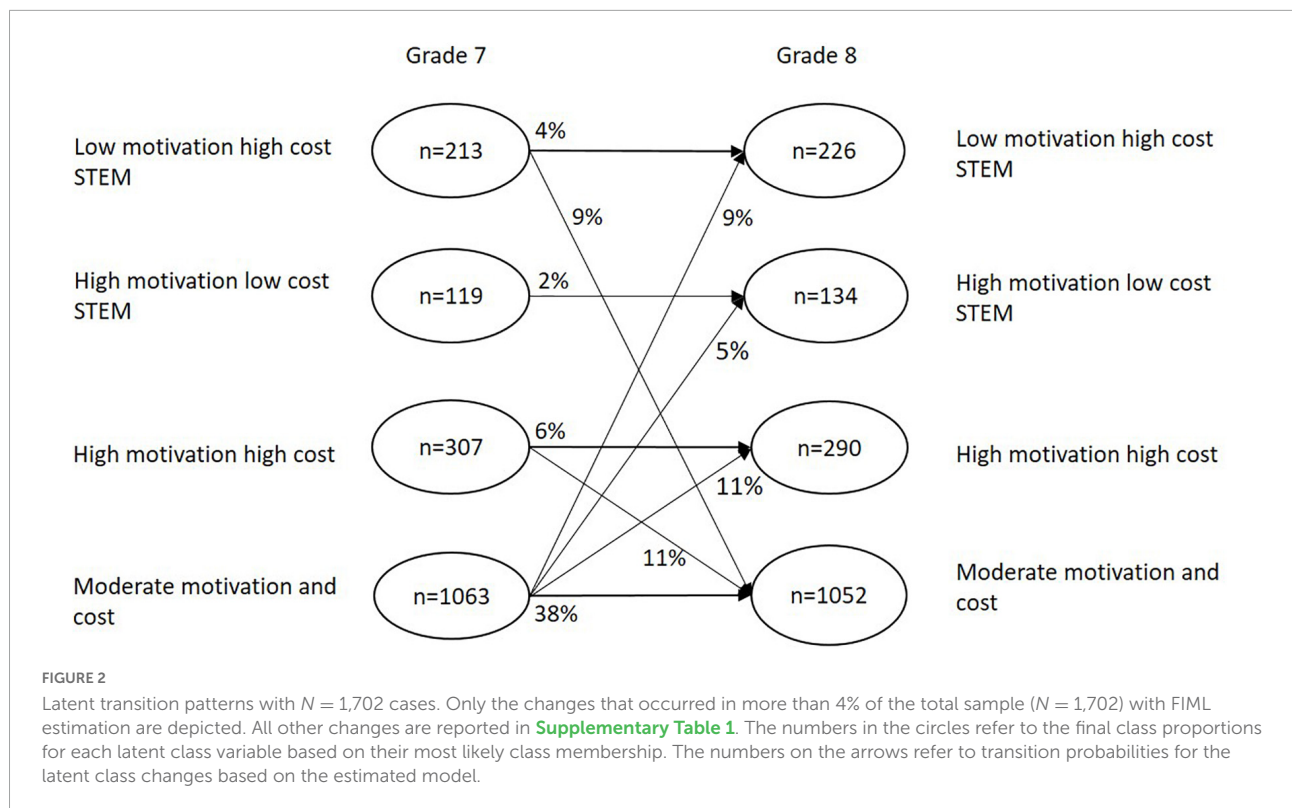 Grade 7
Grade 8
Low motivation high cost
STEM
n=213
4%
n=226
Low motivation high cost
STEM
9%
9%
High motivation low cost
STEM
n=119
2%
n=134
High motivation low cost
STEM
5%
High motivation high cost
n=307
6%
n=290
High motivation high cost
11%
11%
Moderate motivation and
cost
n=1063
38%
n=1052
Moderate motivation and
cost
FIGURE 2
Latent transition patterns with N = 1,702 cases. Only the changes that occurred in more than 4% of the total sample (N = 1,702) with FIML
estimation are depicted. All other changes are reported in Supplementary Table 1. The numbers in the circles refer to the final class proportions
for each latent class variable based on their most likely class membership. The numbers on the arrows refer to transition probabilities for the
latent class changes based on the estimated model.